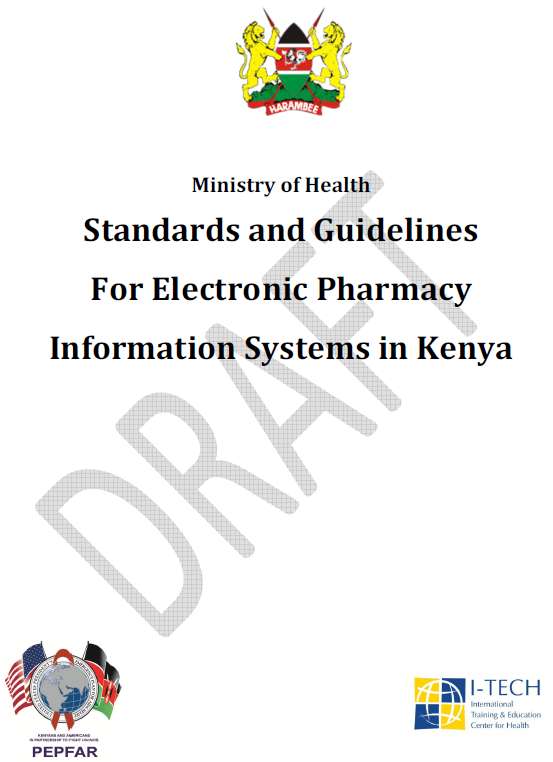 HARAMBEE
Ministry of Health
Standards and Guidelines
For Electronic Pharmacy
Information Systems in Kenya
DRAFT
KENYANS AND AMERICANS
IN PARTNERSHIP TO FIGHT HIV/AIDS
PEPFAR
I-TECH
International
Training & Education
Center for Health